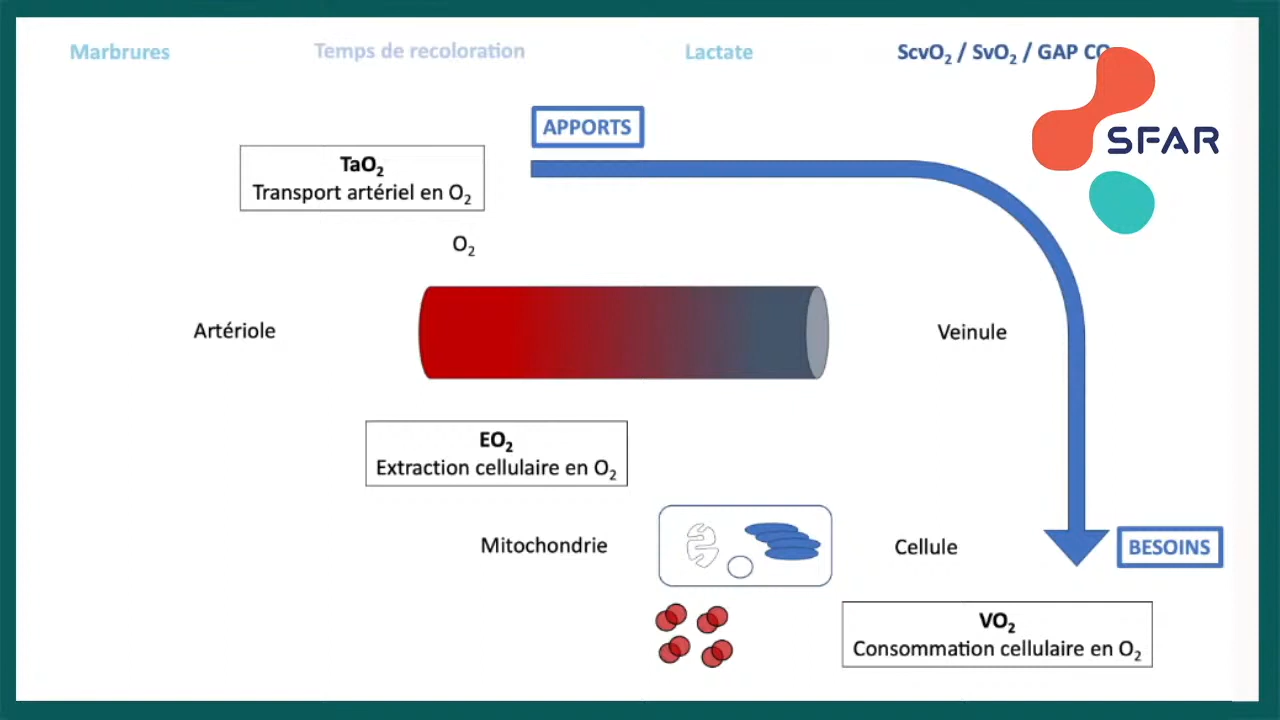 Marbrures
Temps de recoloration
Lactate
ScvO₂ / SvO₂ / GAP CO
SFAR
APPORTS
TaO₂
Transport artériel en O₂
O₂
Artériole
Veinule
EO₂
Extraction cellulaire en O₂
Mitochondrie
Cellule
BESOINS
VO₂
Consommation cellulaire en O₂